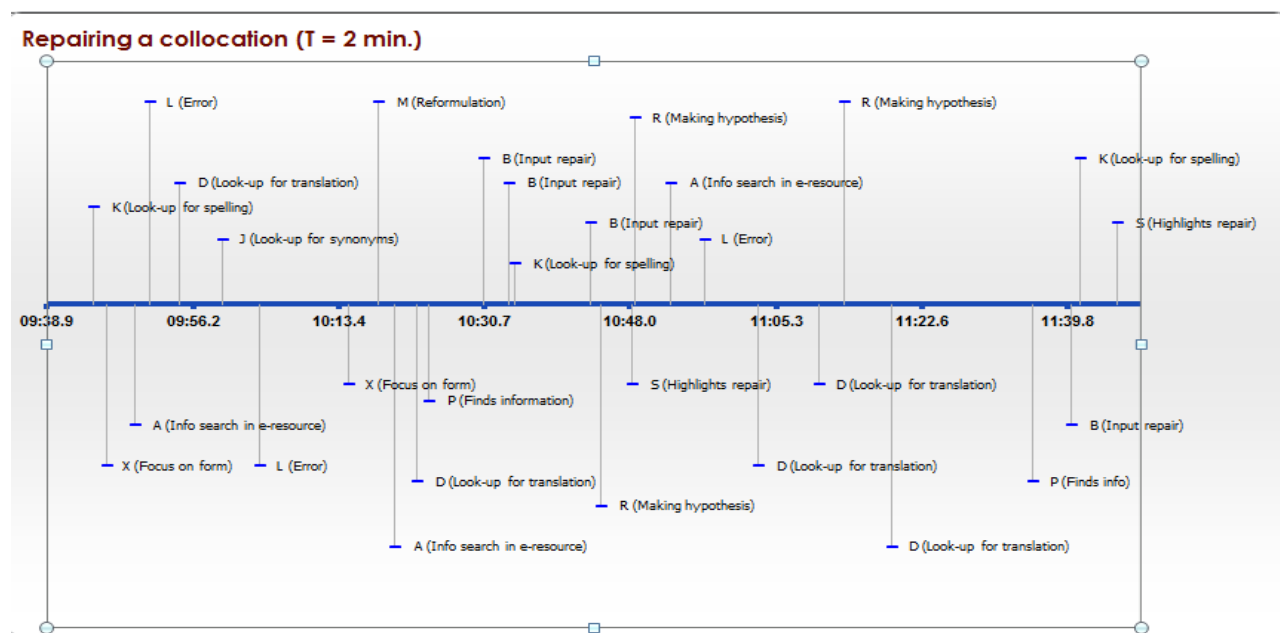 Repairing a collocation (T = 2 min.)
L (Error)
M (Reformulation)
R (Making hypothesis)
R (Making hypothesis)
B (Input repair)
K (Look-up for spelling)
D (Look-up for translation)
B (Input repair)
A (Info search in e-resource)
K (Look-up for spelling)
B (Input repair)
S (Highlights repair)
J (Look-up for synonyms)
L (Error)
K (Look-up for spelling)
09:38.9 09:56.2 10:13.4 10:30.7 10:48.0 11:05.3 11:22.6 11:39.8
X (Focus on form)
S (Highlights repair)
D (Look-up for translation)
P (Finds information)
A (Info search in e-resource)
B (Input repair)
X (Focus on form)
L (Error)
D (Look-up for translation)
D (Look-up for translation)
P (Finds info)
R (Making hypothesis)
A (Info search in e-resource)
D (Look-up for translation)